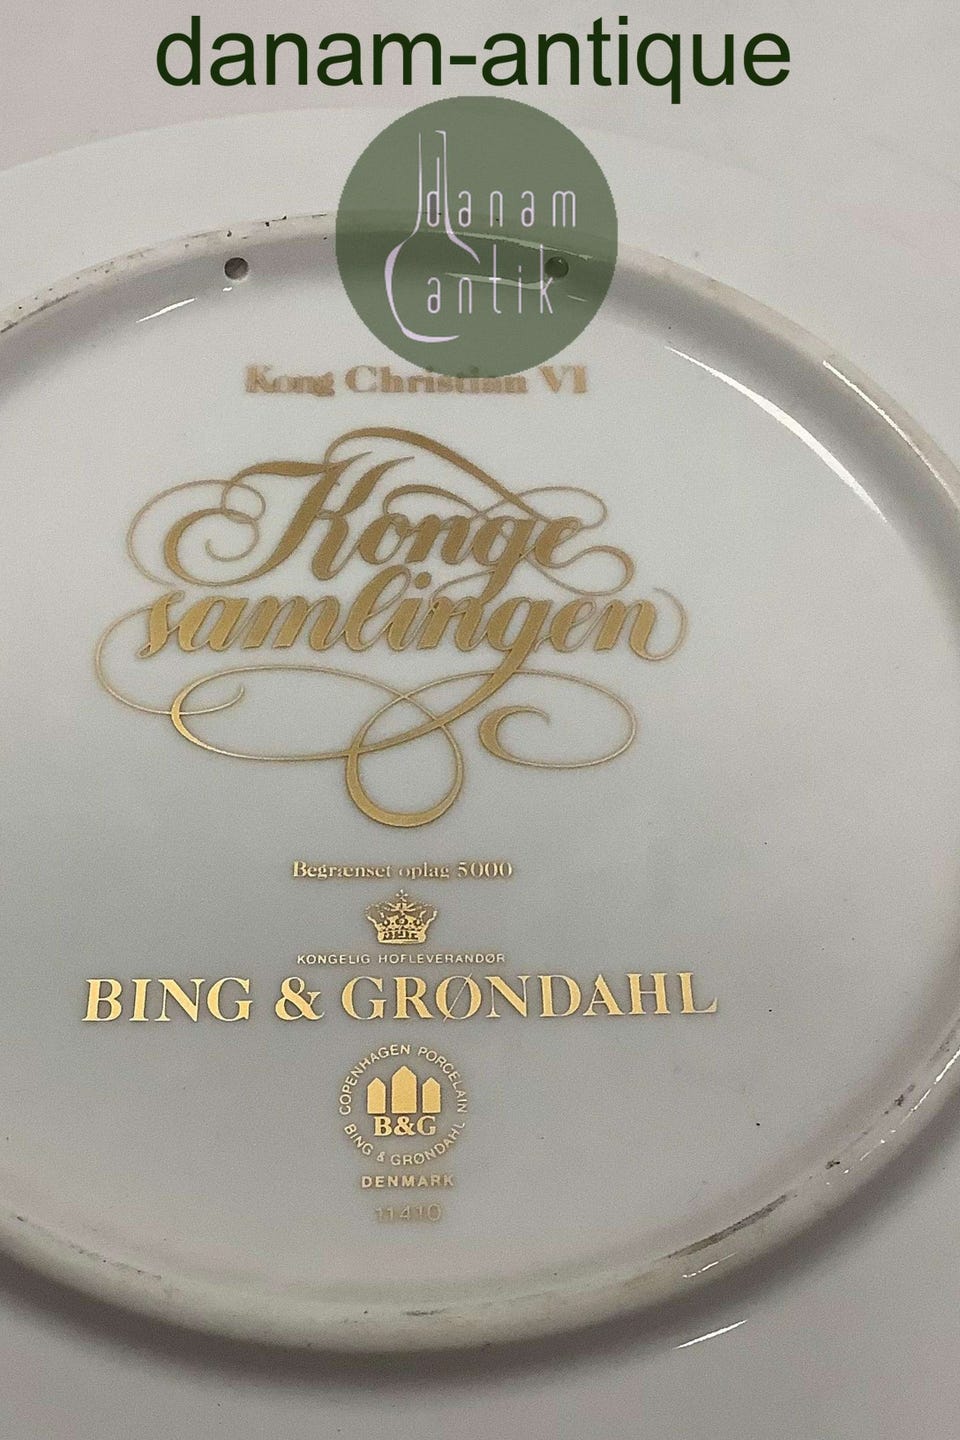 danam-antique
danam
antik
Kong Christian VI
Konge
samlingen
Begrænset oplag 5000
KONGELIG HOFLEVERANDØR
BING & GRØNDAHL
COPENHAGEN PORCELAIN
B&G
BING & GRØNDAHL
DENMARK
11410